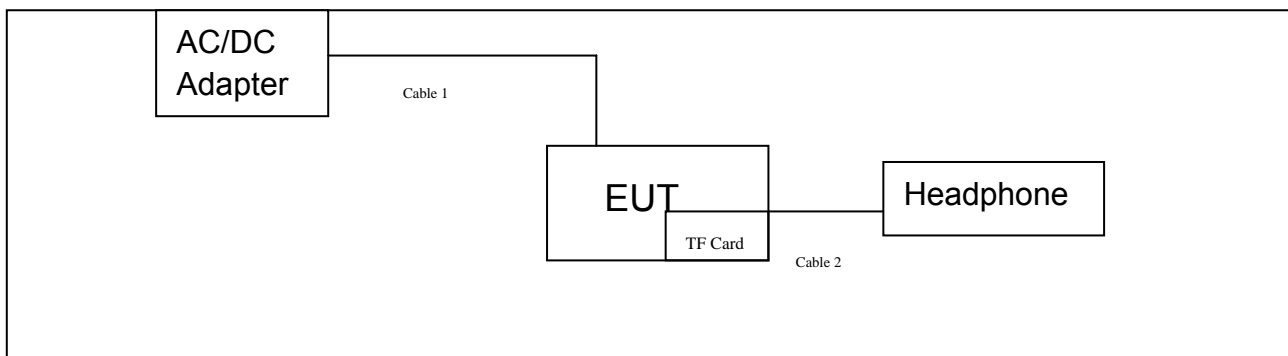 AC/DC
Adapter
Cable 1
EUT
TF Card
Headphone
Cable 2